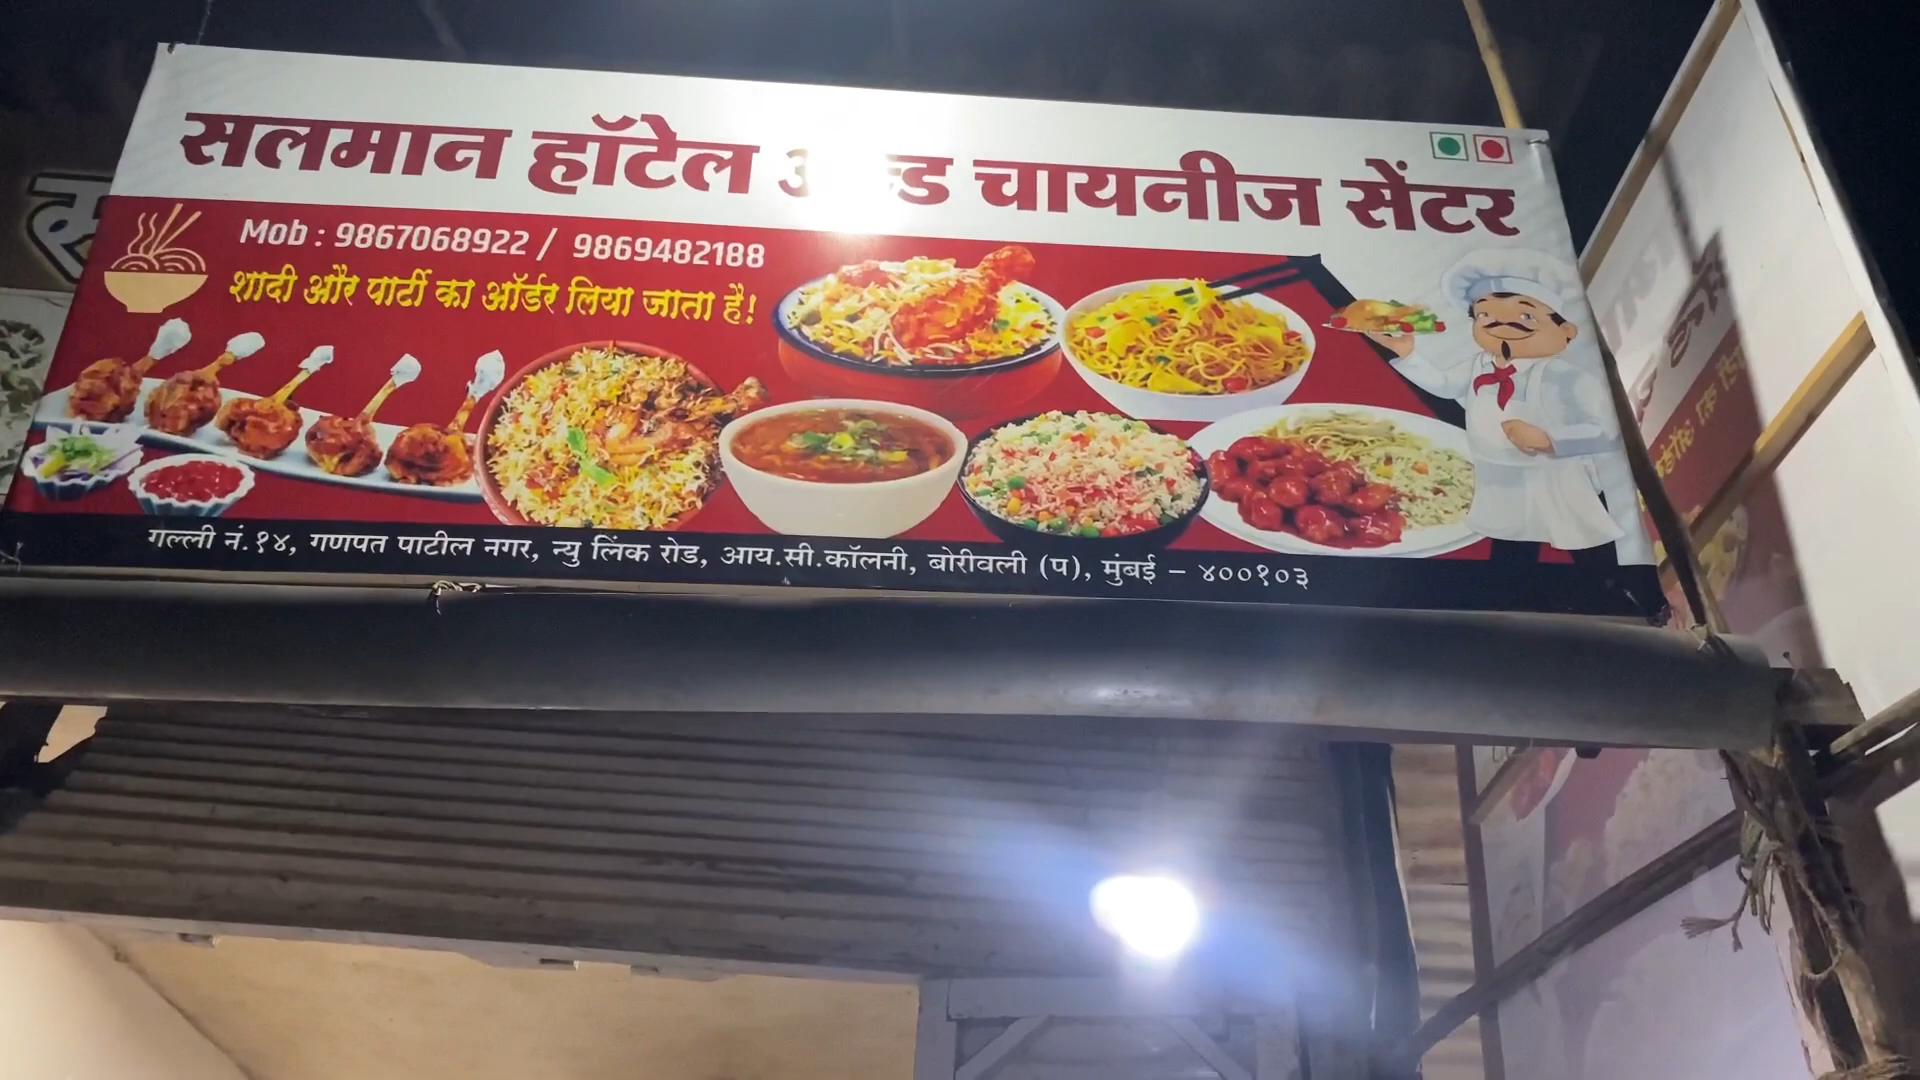 सलमान हॉटेल चायनीज सेंटर
Mob : 9867068922 / 9869482188
शादी और पार्टी का ऑर्डर लिया जाता है!
गल्ली नं.१४, गणपत पाटील नगर, न्यु लिंक रोड, आय.सी.कॉलनी, बोरीवली (प), मुंबई – ४००१०३